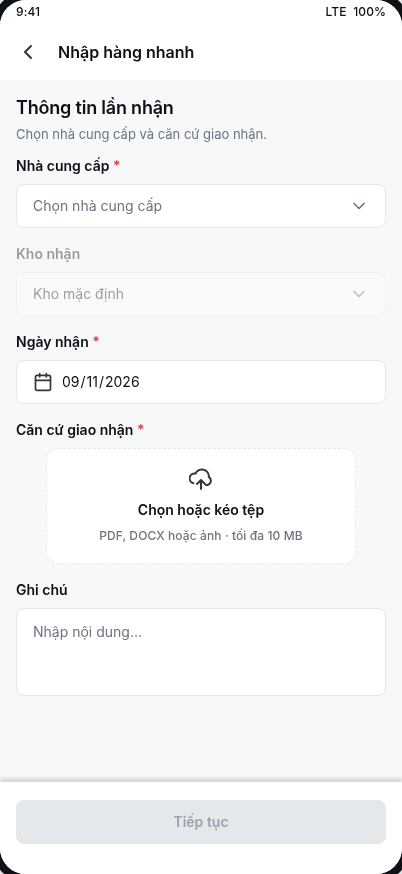 9:41
LTE 100%
Nhập hàng nhanh
Thông tin lần nhận
Chọn nhà cung cấp và căn cứ giao nhận.
Nhà cung cấp *
Chọn nhà cung cấp
Kho nhận
Kho mặc định
Ngày nhận *
09/11/2026
Căn cứ giao nhận *
Chọn hoặc kéo tệp
PDF, DOCX hoặc ảnh · tối đa 10 MB
Ghi chú
Nhập nội dung...
Tiếp tục